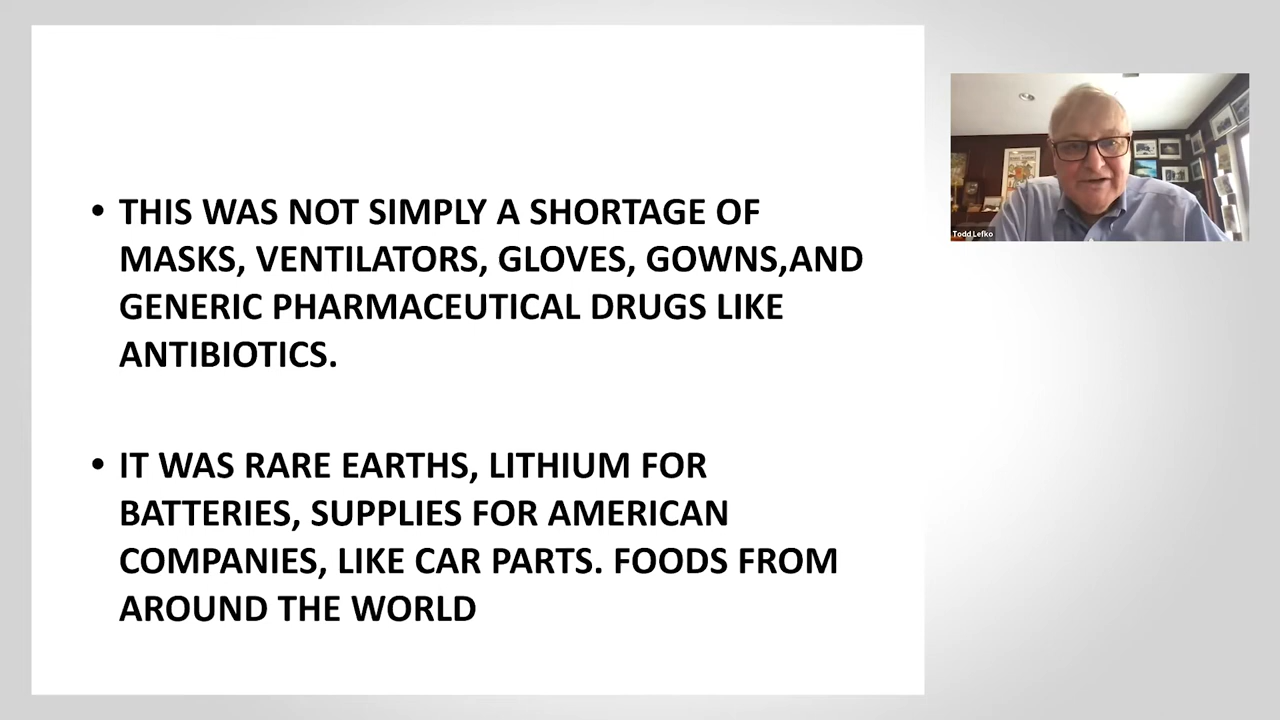 • THIS WAS NOT SIMPLY A SHORTAGE OF
MASKS, VENTILATORS, GLOVES, GOWNS,AND
GENERIC PHARMACEUTICAL DRUGS LIKE
ANTIBIOTICS.
• IT WAS RARE EARTHS, LITHIUM FOR
BATTERIES, SUPPLIES FOR AMERICAN
COMPANIES, LIKE CAR PARTS. FOODS FROM
AROUND THE WORLD
Todd Lefko